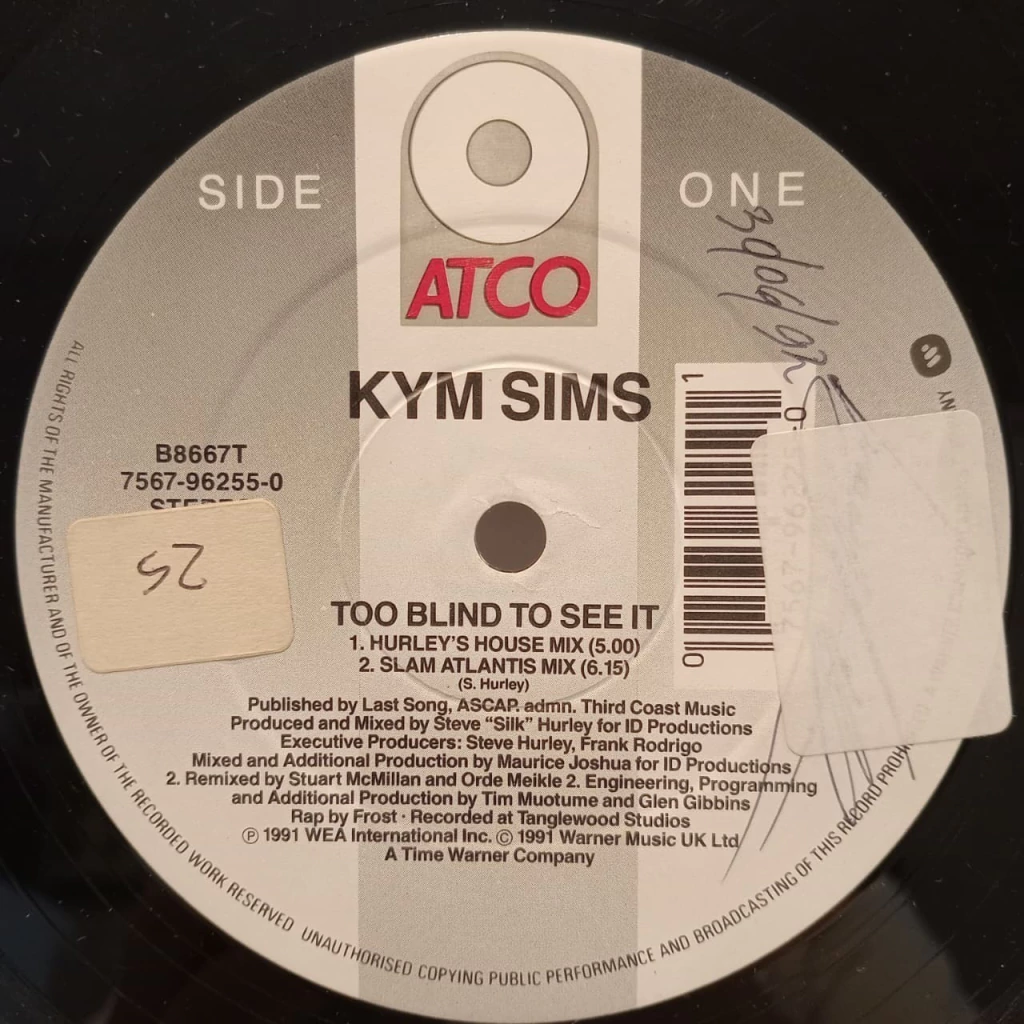 SIDE ONE
ATCO
KYM SIMS
B8667T
7567-96255-0
STEREO
25
1
0
TOO BLIND TO SEE IT
1. HURLEY'S HOUSE MIX (5.00)
2. SLAM ATLANTIS MIX (6.15)
(S. Hurley)
Published by Last Song, ASCAP. admn. Third Coast Music
Produced and Mixed by Steve "Silk" Hurley for ID Productions
Executive Producers: Steve Hurley, Frank Rodrigo
Mixed and Additional Production by Maurice Joshua for ID Productions
2. Remixed by Stuart McMillan and Orde Meikle 2. Engineering, Programming
and Additional Production by Tim Muotume and Glen Gibbins
Rap by Frost · Recorded at Tanglewood Studios
℗ 1991 WEA International Inc. © 1991 Warner Music UK Ltd
A Time Warner Company
ALL RIGHTS OF THE MANUFACTURER AND OF THE OWNER OF THE RECORDED WORK RESERVED UNAUTHORISED COPYING PUBLIC PERFORMANCE AND BROADCASTING OF THIS RECORD